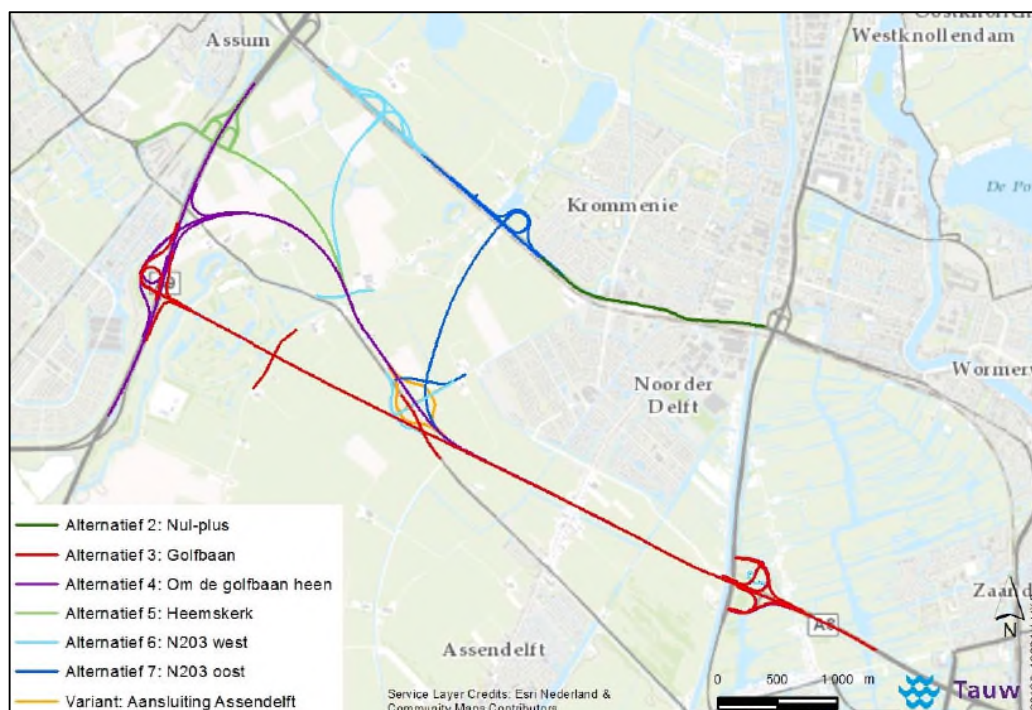 Assum
Westknollendam
Krommenie
De Po
Noorder
Delft
Wormerv
Assendelft
Zaand
A8
N
Alternatief 2: Nul-plus
Alternatief 3: Golfbaan
Alternatief 4: Om de golfbaan heen
Alternatief 5: Heemskerk
Alternatief 6: N203 west
Alternatief 7: N203 oost
Variant: Aansluiting Assendelft
Service Layer Credits: Esri Nederland &
Community Maps Contributors
0 500 1.000 m
Tauw